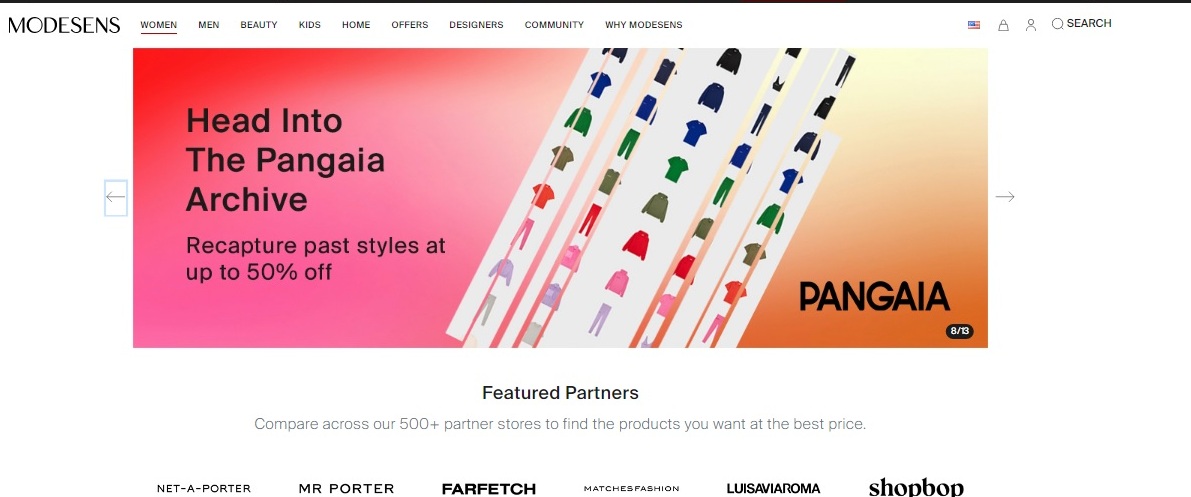 MODESENS WOMEN MEN BEAUTY KIDS HOME OFFERS DESIGNERS COMMUNITY WHY MODESENS SEARCH
Head Into
The Pangaia
Archive
Recapture past styles at
up to 50% off
PANGAIA
8/13
Featured Partners
Compare across our 500+ partner stores to find the products you want at the best price.
NET-A-PORTER MR PORTER FARFETCH MATCHESFASHION LUISAVIAROMA shopbop